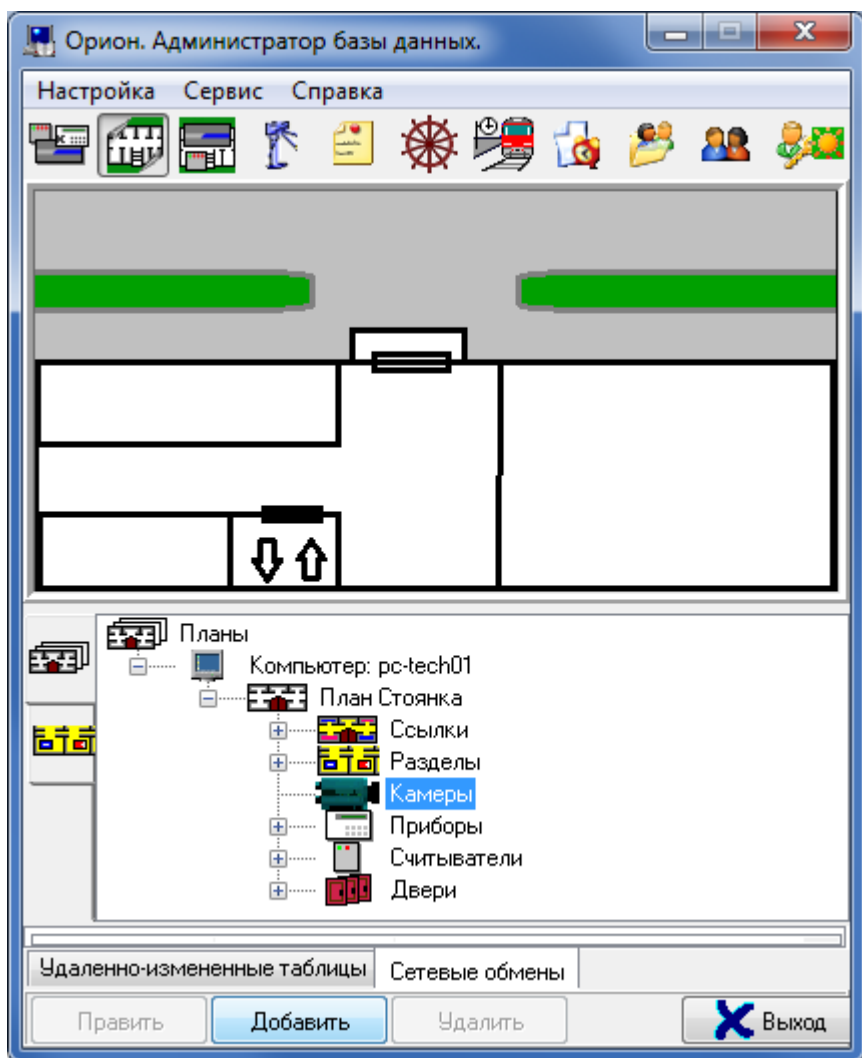 Орион. Администратор базы данных.
Настройка Сервис Справка
Планы
Компьютер: pc-tech01
План Стоянка
Ссылки
Разделы
Камеры
Приборы
Считыватели
Двери
Удаленно-измененные таблицы Сетевые обмены
Править Добавить Удалить Выход